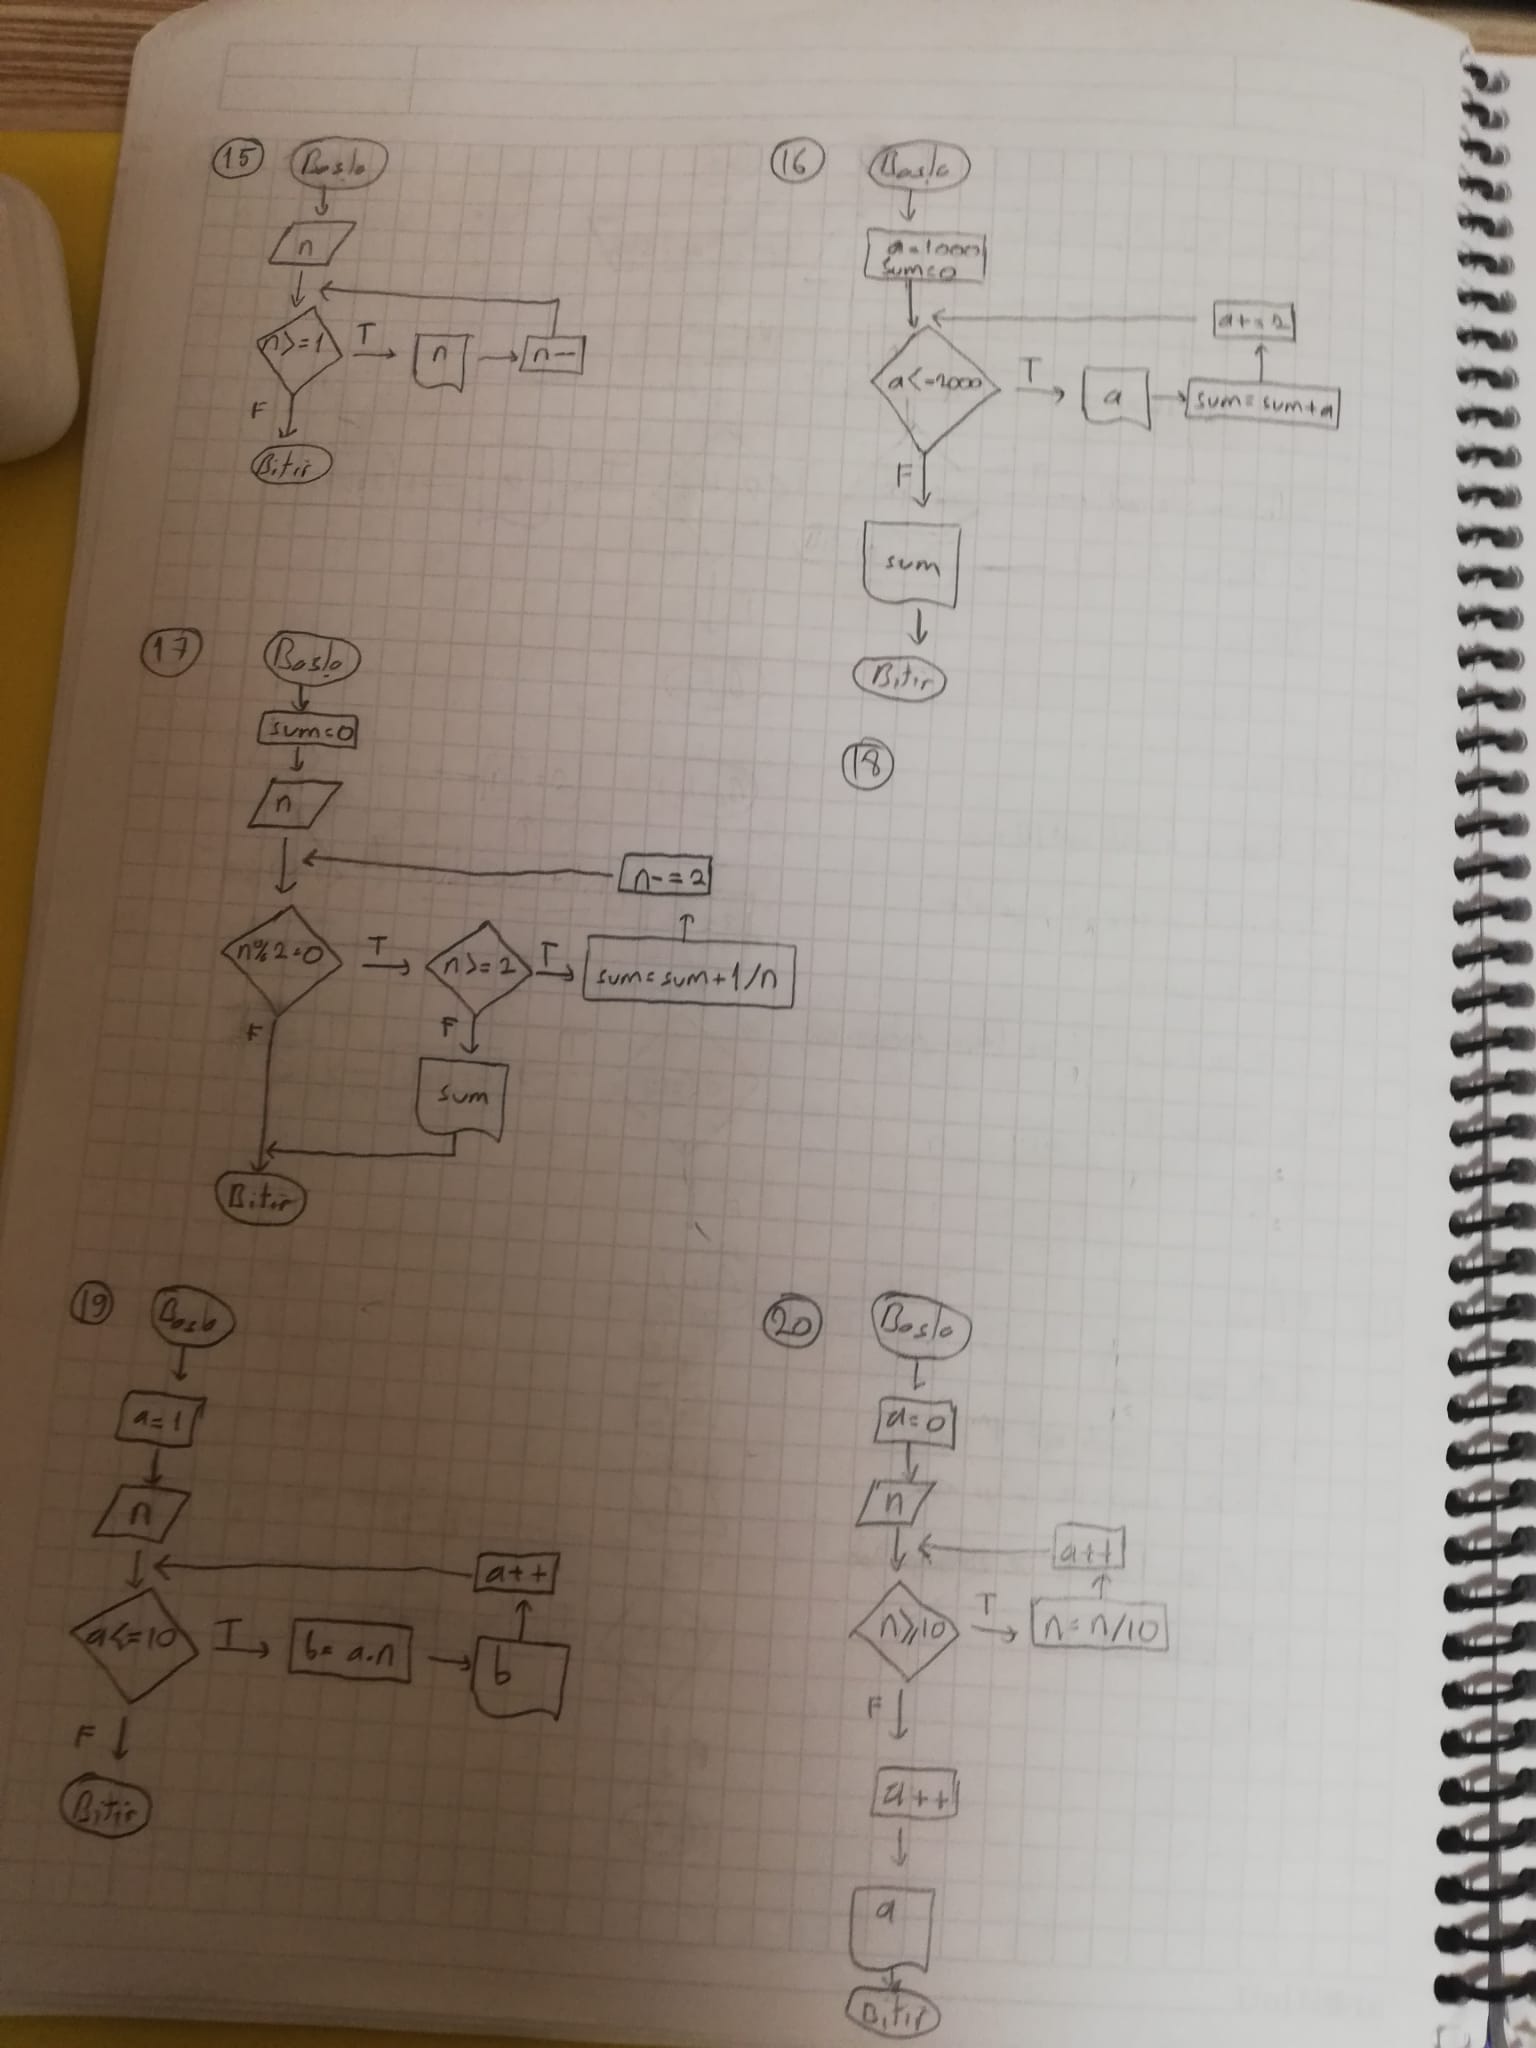 15
Başla
n
n>=1
T
n
n--
F
Bitir
16
Başla
a=1000
sum=0
a<=2000
T
a
sum=sum+a
a+=2
F
sum
Bitir
17
Başla
sum=0
n
n%2=0
T
n>=2
T
sum=sum+1/n
n-=2
F
F
sum
Bitir
18
19
Başla
a=1
n
a<=10
T
b=a.n
b
a++
F
Bitir
20
Başla
a=0
n
n≥10
T
n=n/10
a++
F
a++
a
Bitir